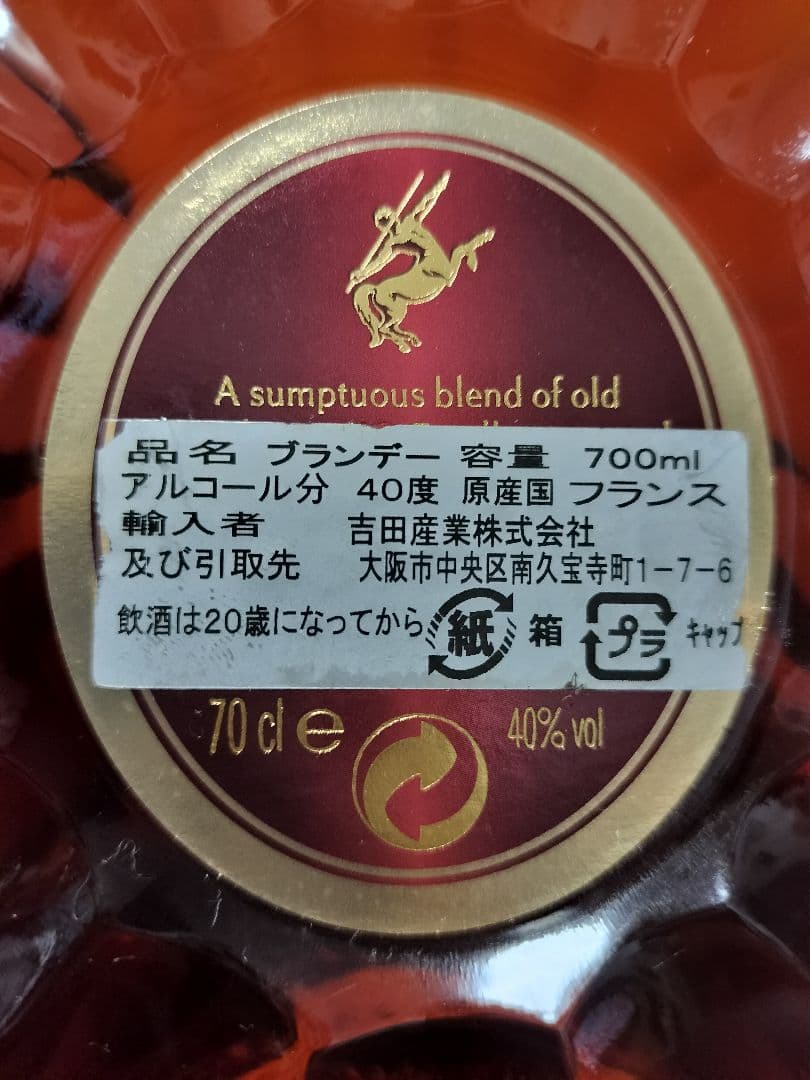 A sumptuous blend of old
品名 ブランデー 容量 700ml
アルコール分 40度 原産国 フランス
輸入者 吉田産業株式会社
及び引取先 大阪市中央区南久宝寺町1-7-6
飲酒は20歳になってから 紙 箱 プラ キャップ
70 cl e 40% vol